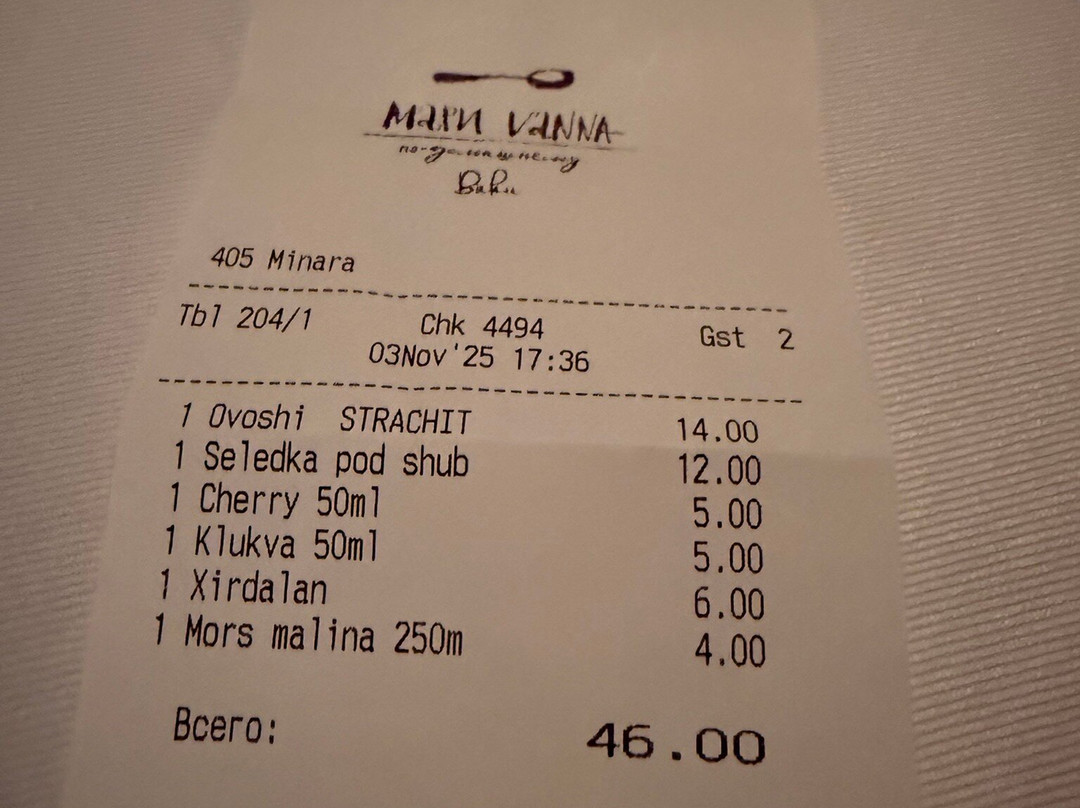 МАРИ VANNA
по-домашнему
Baku
405 Minara
Tbl 204/1 Chk 4494 Gst 2
03Nov'25 17:36
1 Ovoshi STRACHIT 14.00
1 Seledka pod shub 12.00
1 Cherry 50ml 5.00
1 Klukva 50ml 5.00
1 Xirdalan 6.00
1 Mors malina 250m 4.00
Всего: 46.00